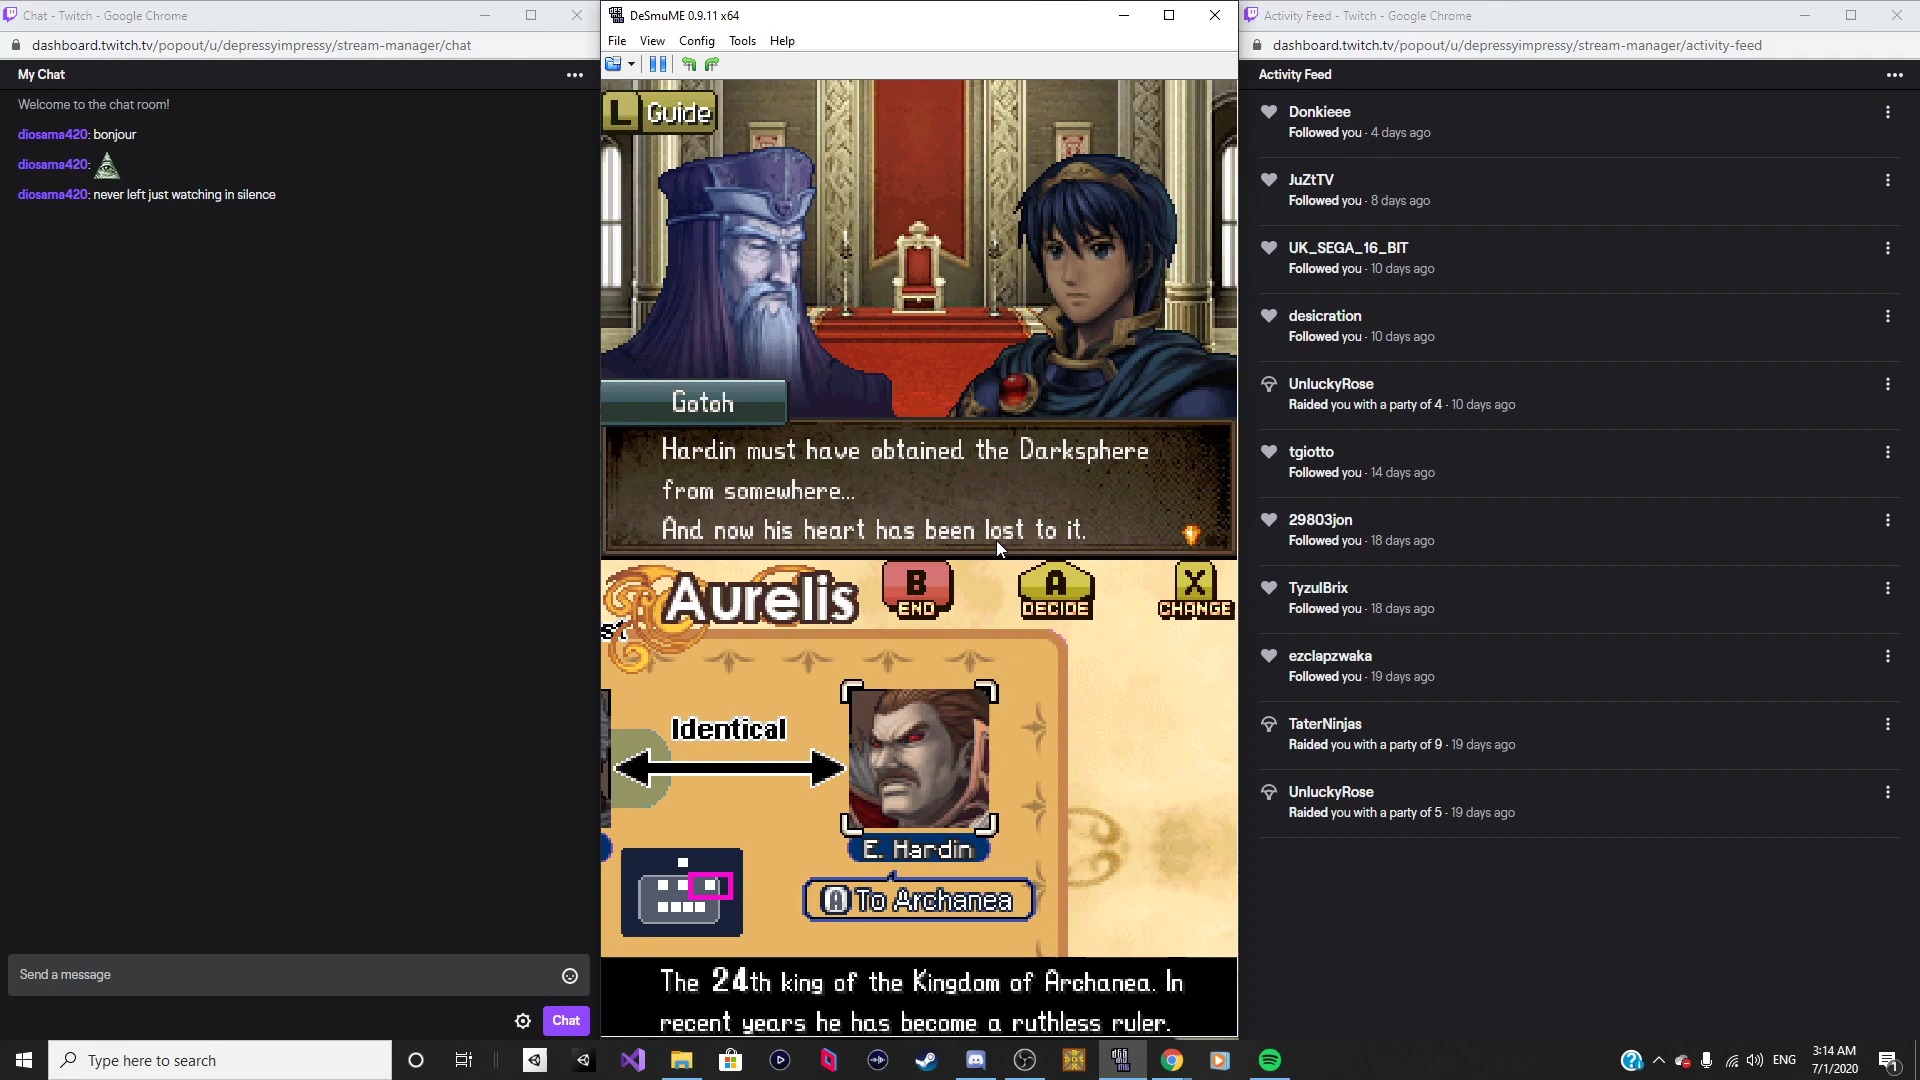 Chat - Twitch - Google Chrome
dashboard.twitch.tv/popout/u/depressyimpressy/stream-manager/chat
My Chat
Welcome to the chat room!
diosama420: bonjour
diosama420:
diosama420: never left just watching in silence
Send a message
Chat
DeSmuME 0.9.11 x64
File View Config Tools Help
L Guide
Gotoh
Hardin must have obtained the Darksphere
from somewhere...
And now his heart has been lost to it.
Aurelis
B END
A DECIDE
X CHANGE
Identical
E. Hardin
A To Archanea
The 24th king of the Kingdom of Archanea. In
recent years he has become a ruthless ruler.
Activity Feed - Twitch - Google Chrome
dashboard.twitch.tv/popout/u/depressyimpressy/stream-manager/activity-feed
Activity Feed
Donkieee
Followed you · 4 days ago
JuZtTV
Followed you · 8 days ago
UK_SEGA_16_BIT
Followed you · 10 days ago
desicration
Followed you · 10 days ago
UnluckyRose
Raided you with a party of 4 · 10 days ago
tgiotto
Followed you · 14 days ago
29803jon
Followed you · 18 days ago
TyzulBrix
Followed you · 18 days ago
ezclapzwaka
Followed you · 19 days ago
TaterNinjas
Raided you with a party of 9 · 19 days ago
UnluckyRose
Raided you with a party of 5 · 19 days ago
Type here to search
ENG
3:14 AM
7/1/2020
1